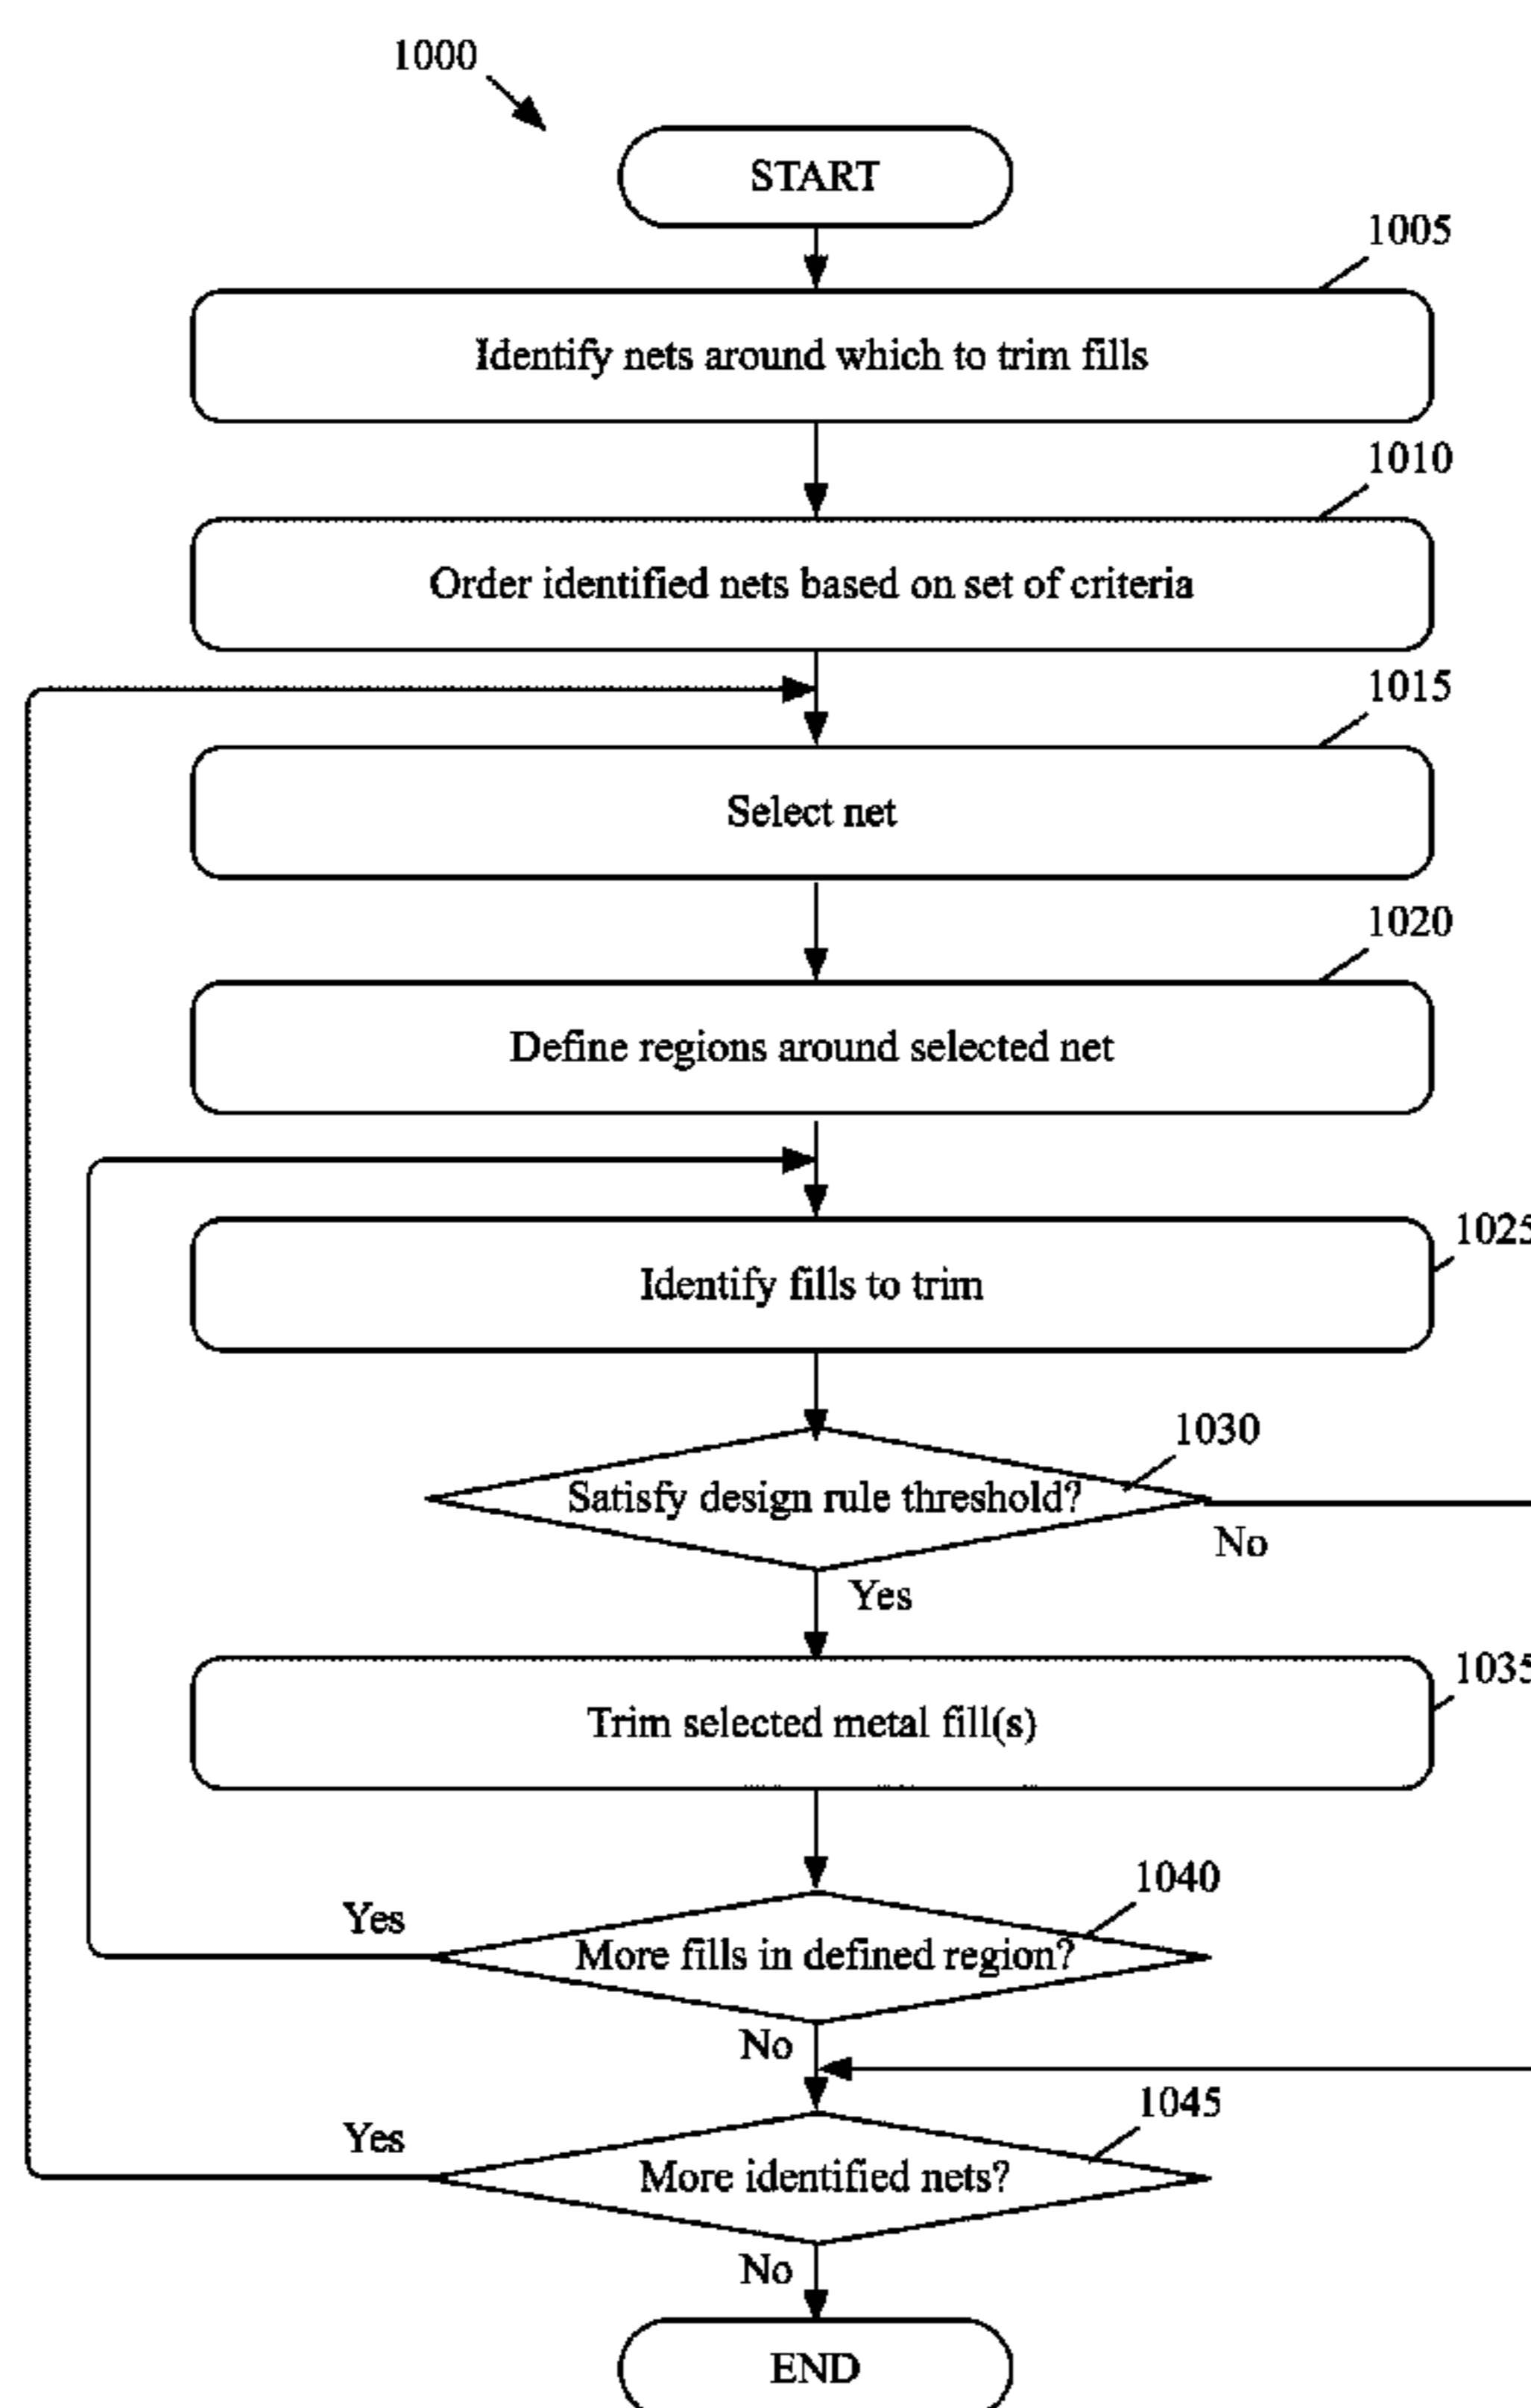 1000
START
1005
Identify nets around which to trim fills
1010
Order identified nets based on set of criteria
1015
Select net
1020
Define regions around selected net
1025
Identify fills to trim
1030
Satisfy design rule threshold?
No
Yes
1035
Trim selected metal fill(s)
1040
Yes
More fills in defined region?
No
1045
Yes
More identified nets?
No
END